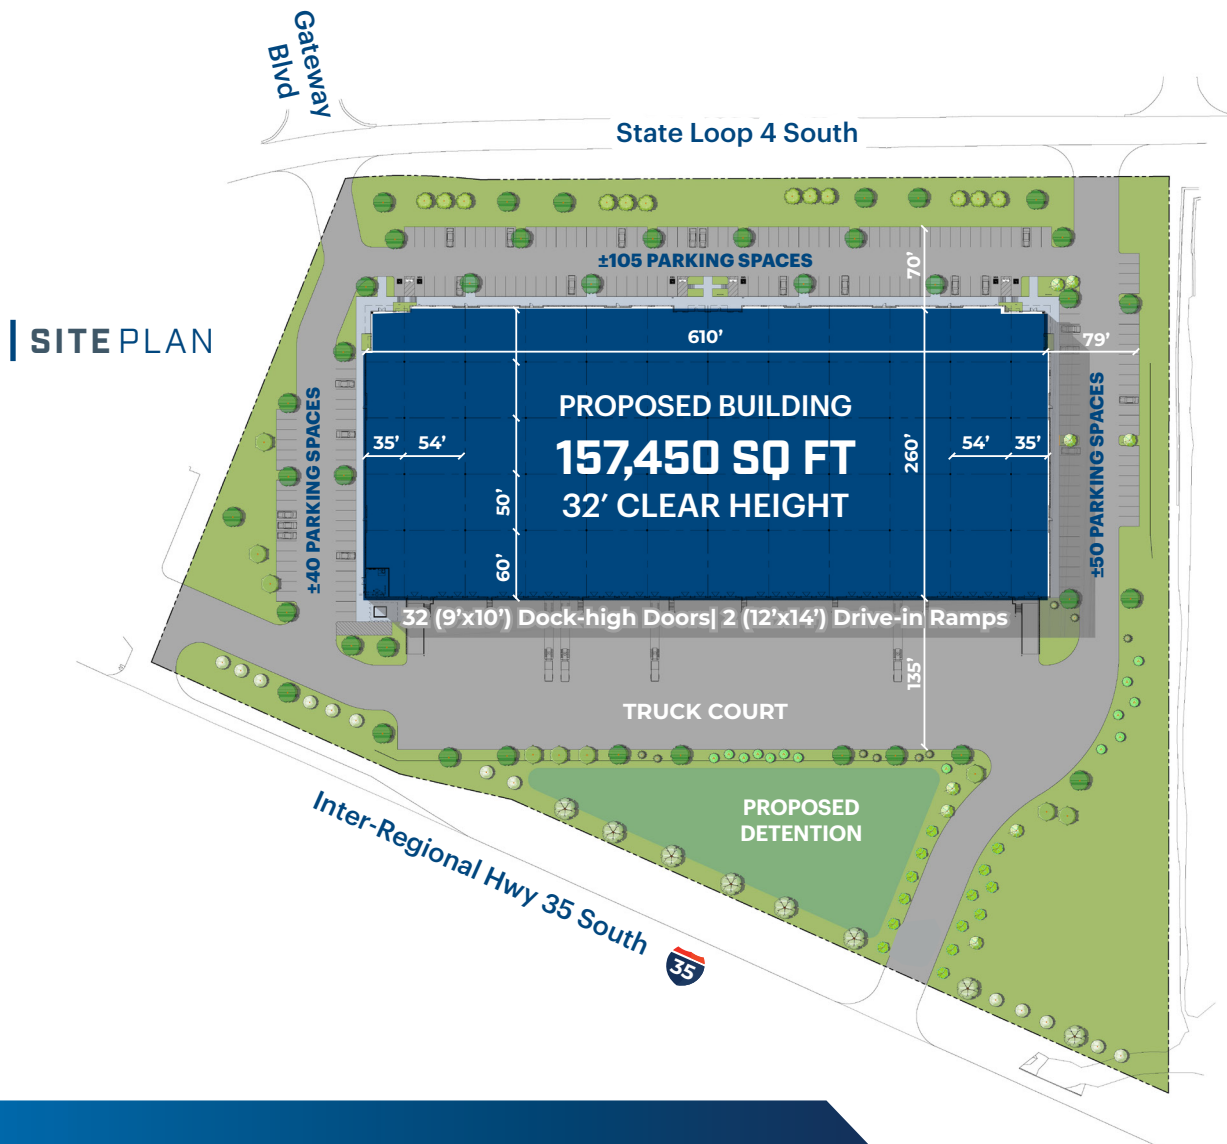 Gateway
Blvd
State Loop 4 South
±105 PARKING SPACES
70'
SITE PLAN
610'
79'
PROPOSED BUILDING
157,450 SQ FT
32' CLEAR HEIGHT
35'
54'
260'
54'
35'
50'
60'
±40 PARKING SPACES
±50 PARKING SPACES
32 (9'x10') Dock-high Doors| 2 (12'x14') Drive-in Ramps
135'
TRUCK COURT
PROPOSED
DETENTION
Inter-Regional Hwy 35 South
35